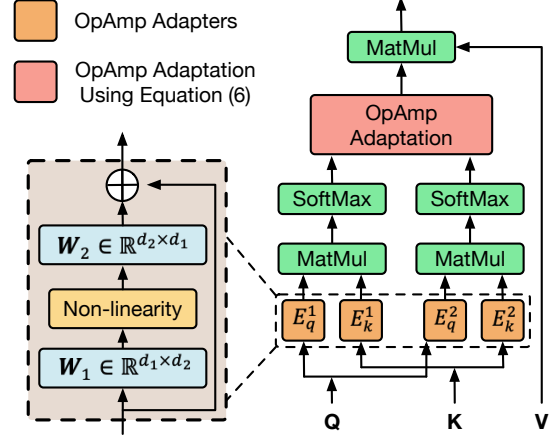 OpAmp Adapters
OpAmp Adaptation
Using Equation (6)
MatMul
OpAmp
Adaptation
SoftMax SoftMax
MatMul MatMul
W₂ ∈ ℝ^{d₂×d₁}
Non-linearity
W₁ ∈ ℝ^{d₁×d₂}
E_q^1 E_k^1 E_q^2 E_k^2
Q K V